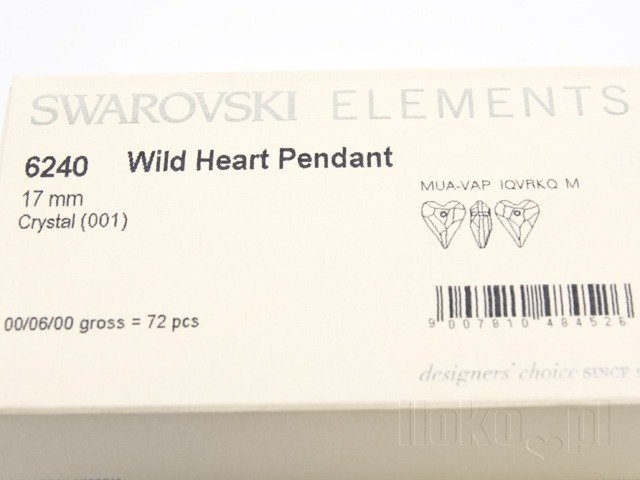 SWAROVSKI ELEMENTS
6240 Wild Heart Pendant
17 mm
Crystal (001)
MUA-VAP IQVRKQ M
00/06/00 gross = 72 pcs
9 007810 484526
designers' choice SINCE
iloko.pl